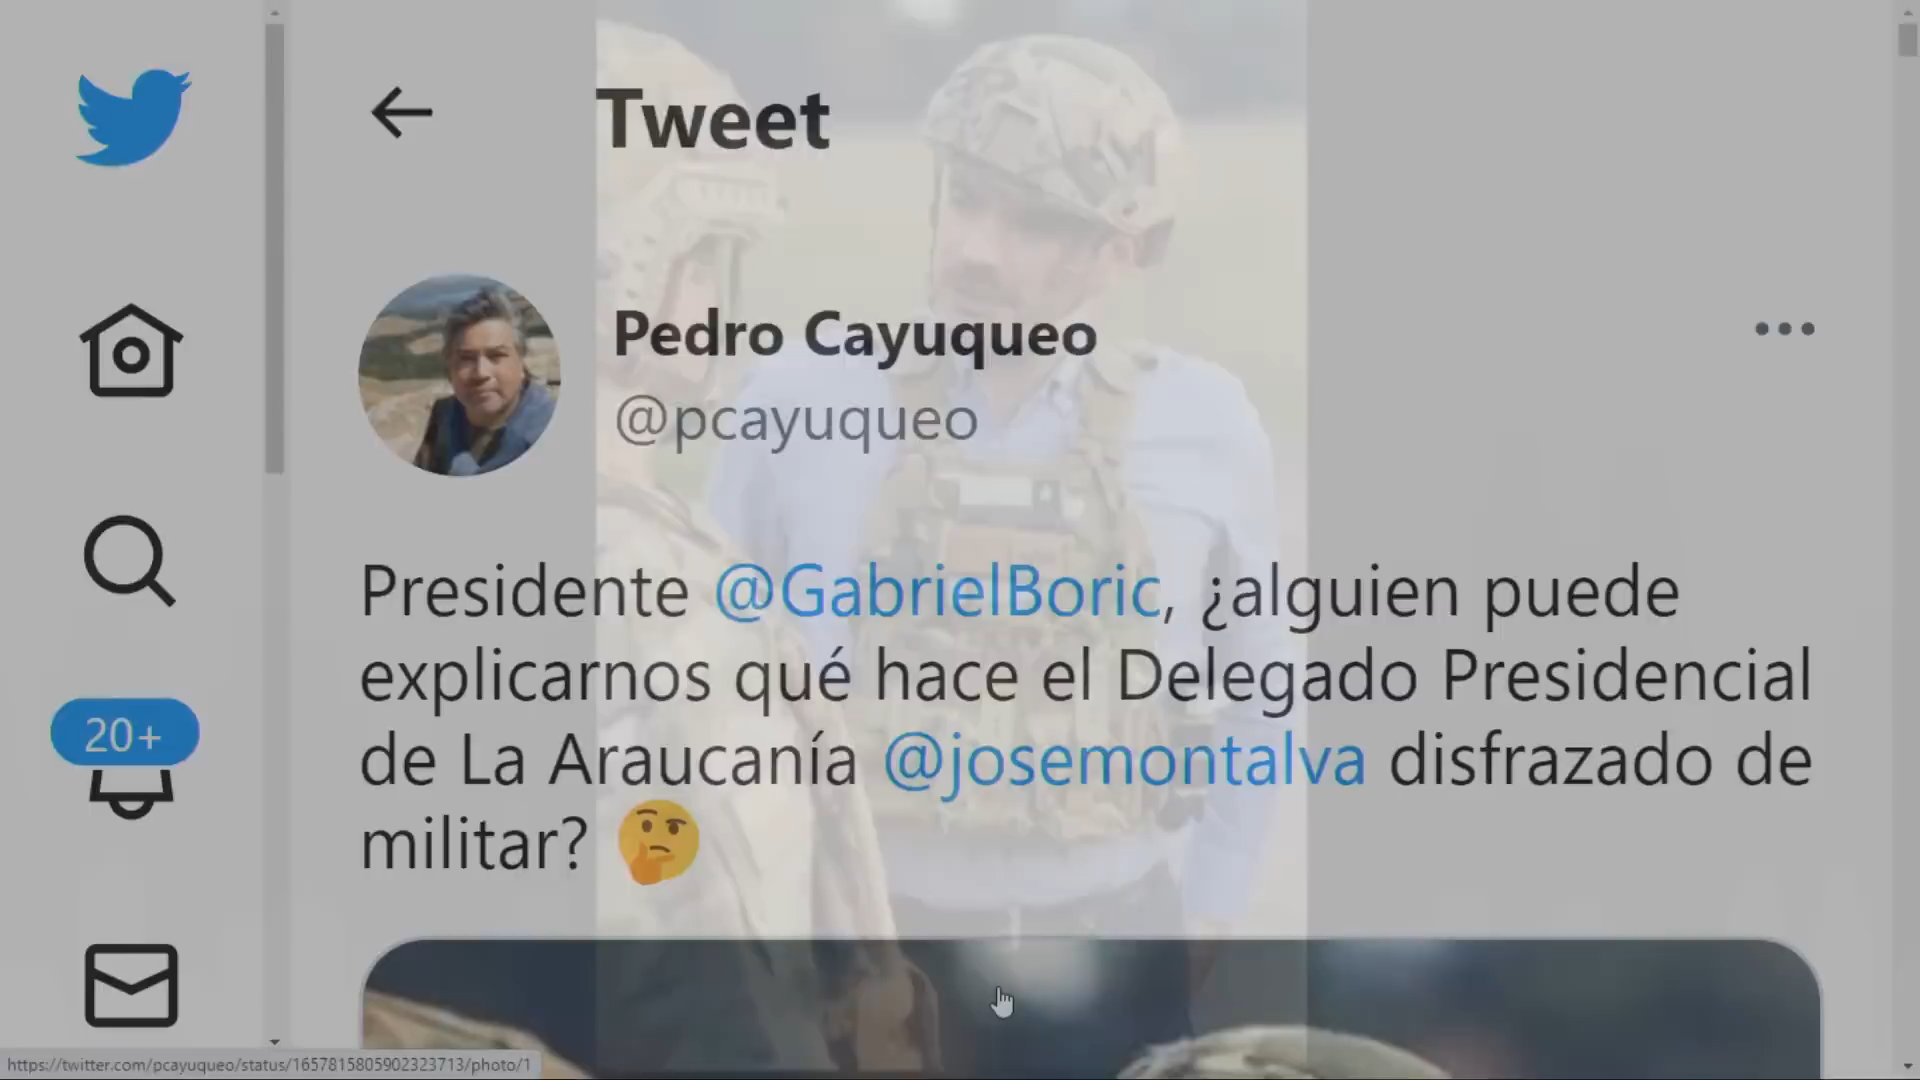 Tweet
Pedro Cayuqueo
@pcayuqueo
Presidente @GabrielBoric, ¿alguien puede
explicarnos qué hace el Delegado Presidencial
de La Araucanía @josemontalva disfrazado de
militar?
20+
https://twitter.com/pcayuqueo/status/1657815805902323713/photo/1